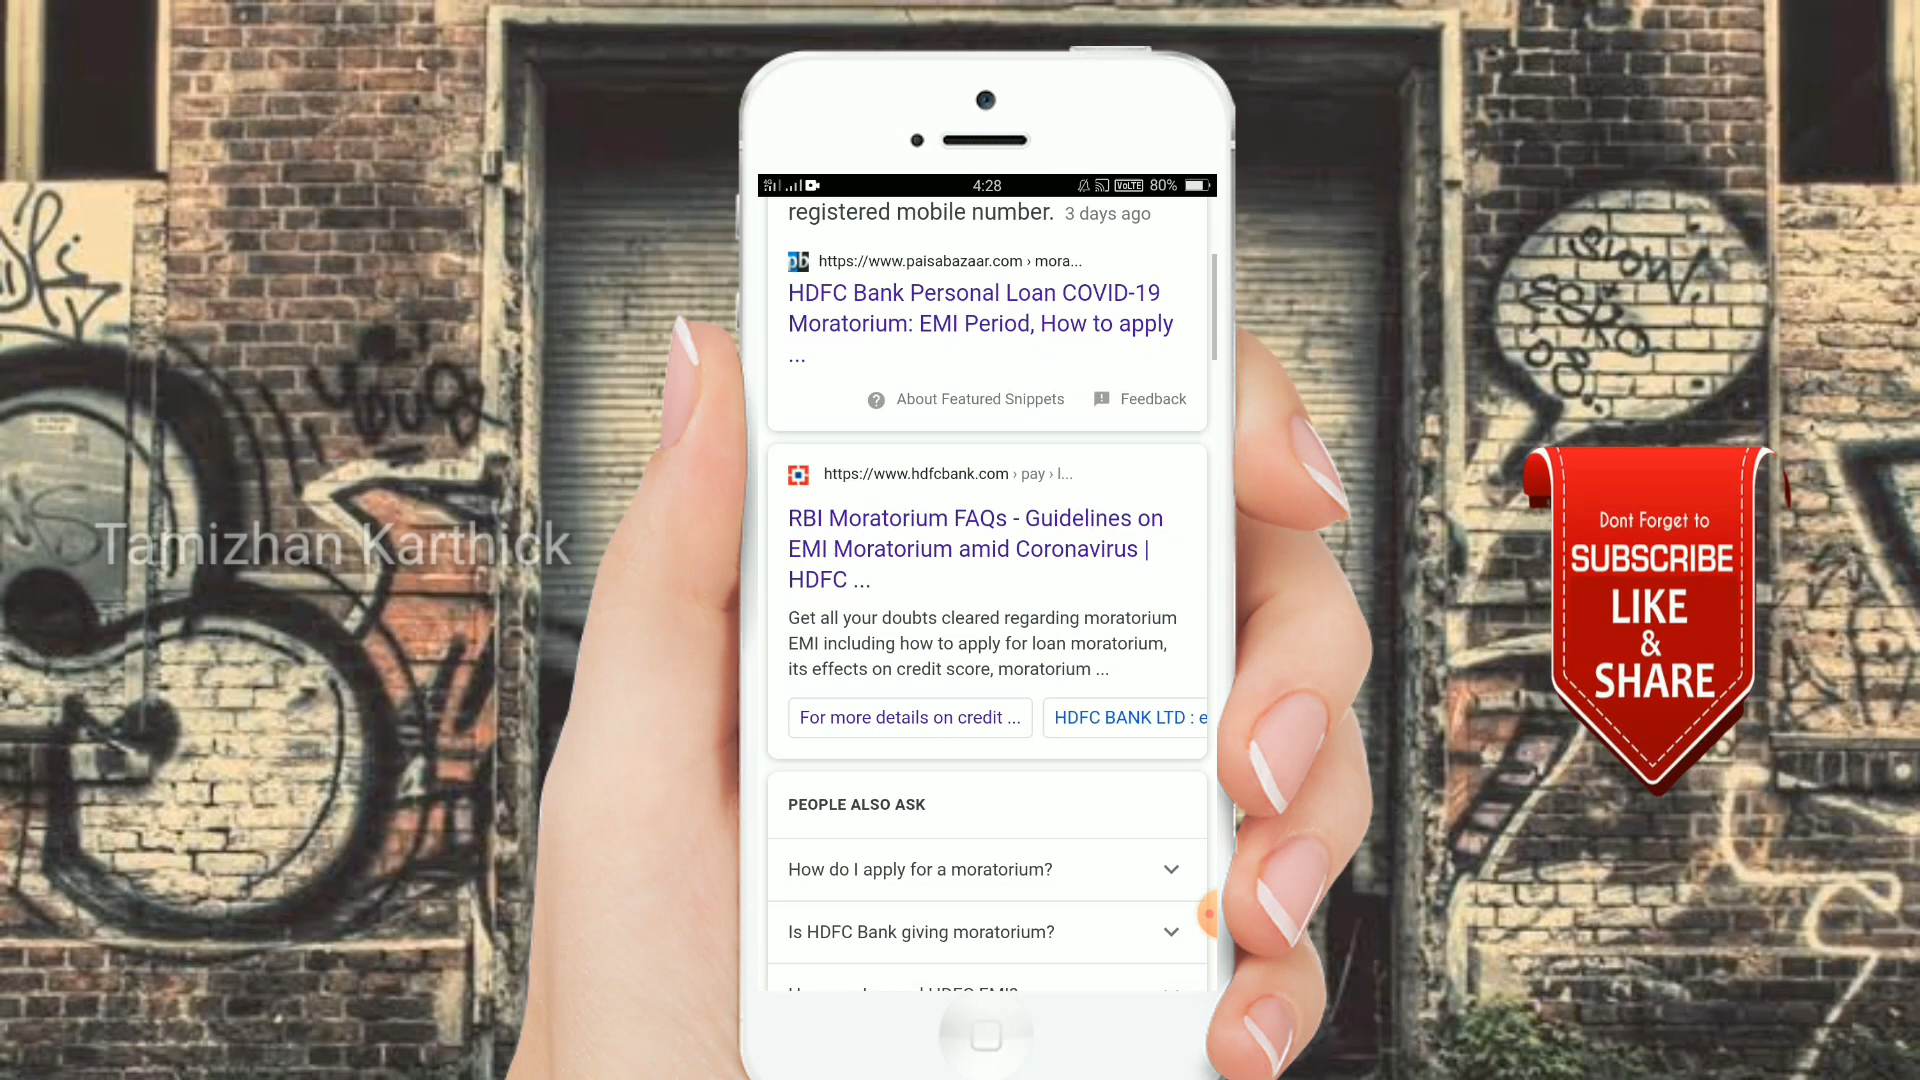 4G
4:28
VoLTE 80%
registered mobile number. 3 days ago
pb
https://www.paisabazaar.com › mora...
HDFC Bank Personal Loan COVID-19
Moratorium: EMI Period, How to apply
...
? About Featured Snippets
Feedback
https://www.hdfcbank.com › pay › l...
RBI Moratorium FAQs - Guidelines on
EMI Moratorium amid Coronavirus |
HDFC ...
Get all your doubts cleared regarding moratorium
EMI including how to apply for loan moratorium,
its effects on credit score, moratorium ...
For more details on credit ...
HDFC BANK LTD : e
PEOPLE ALSO ASK
How do I apply for a moratorium?
Is HDFC Bank giving moratorium?
Tamizhan Karthick
Dont Forget to
SUBSCRIBE
LIKE
&
SHARE